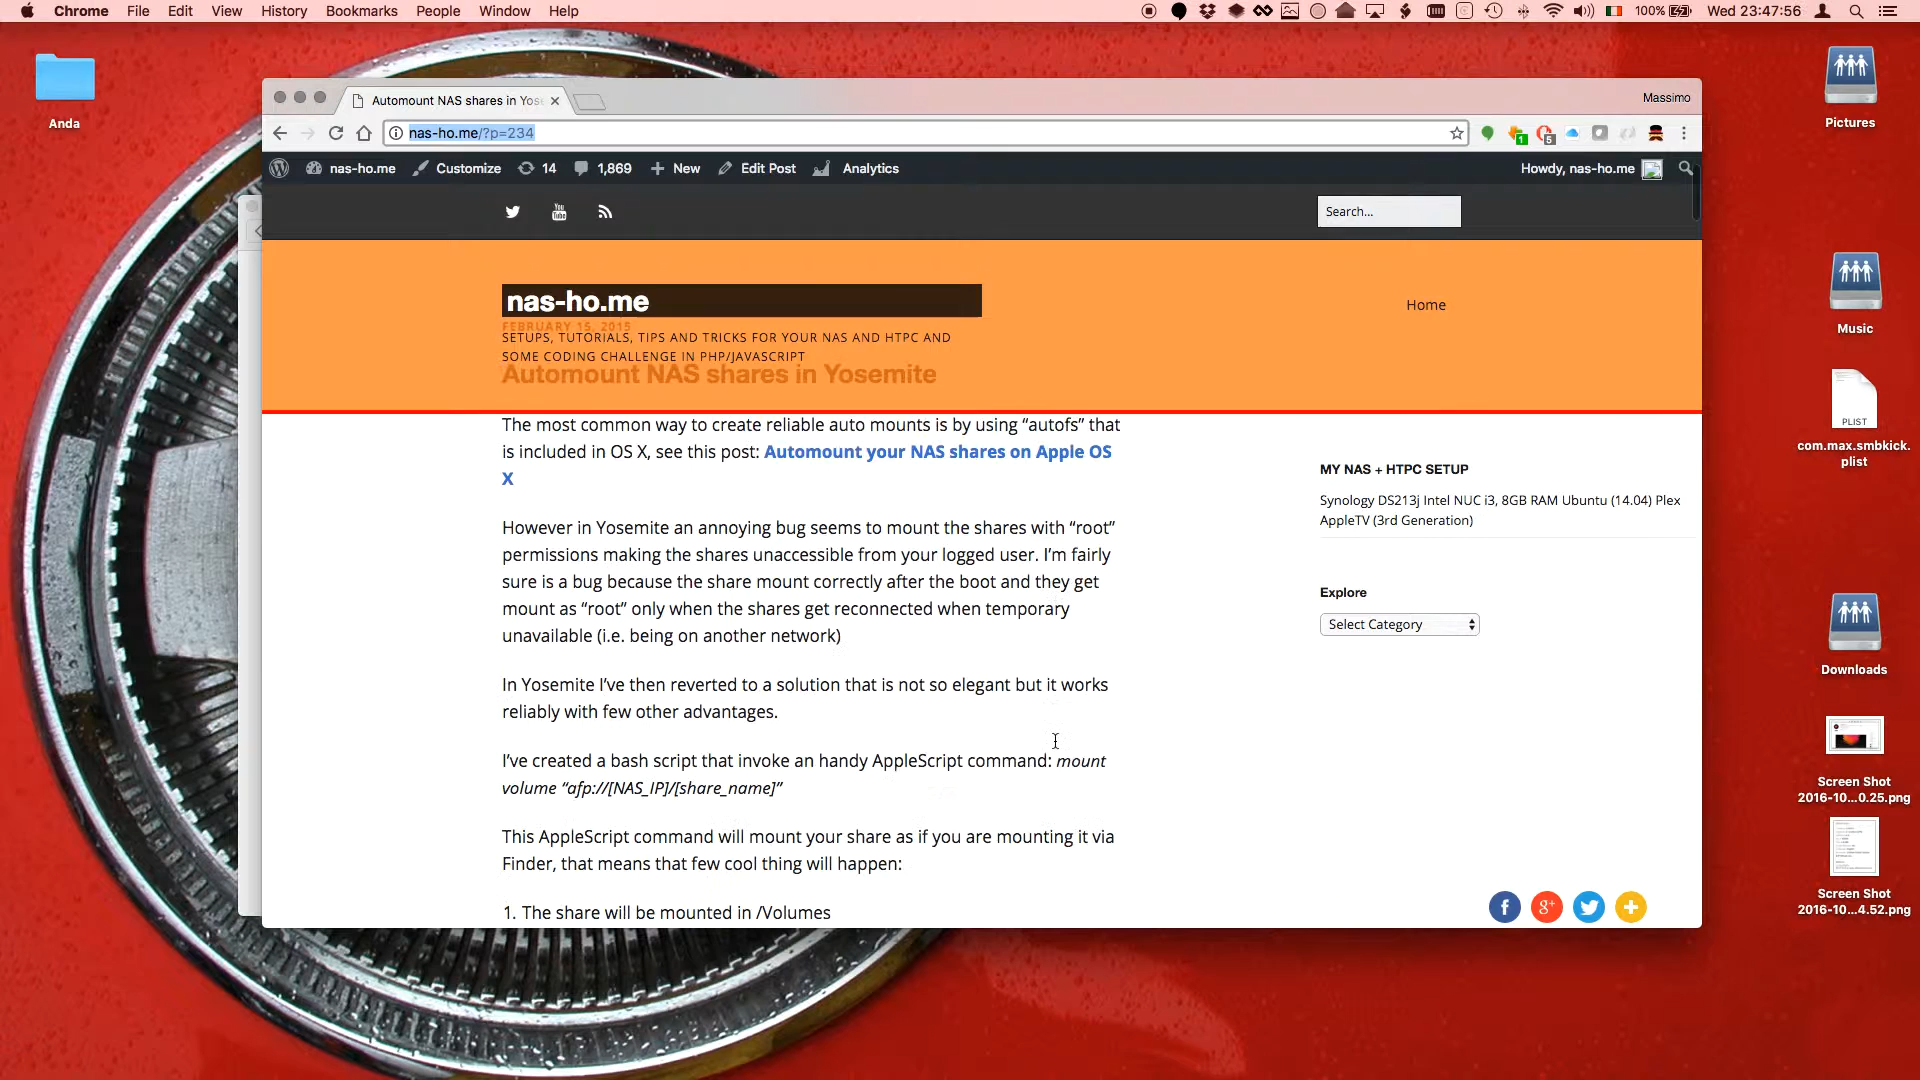 Chrome File Edit View History Bookmarks People Window Help 100% Wed 23:47:56
Anda
Pictures
Music
PLIST
com.max.smbkick.
plist
Downloads
Screen Shot
2016-10...0.25.png
Screen Shot
2016-10...4.52.png
Automount NAS shares in Yose
Massimo
nas-ho.me/?p=234
1
5
nas-ho.me Customize 14 1,869 New Edit Post Analytics Howdy, nas-ho.me
You
Tube
Search...
nas-ho.me
Home
FEBRUARY 15, 2015
SETUPS, TUTORIALS, TIPS AND TRICKS FOR YOUR NAS AND HTPC AND
SOME CODING CHALLENGE IN PHP/JAVASCRIPT
Automount NAS shares in Yosemite
The most common way to create reliable auto mounts is by using “autofs” that
is included in OS X, see this post: Automount your NAS shares on Apple OS
X
However in Yosemite an annoying bug seems to mount the shares with “root”
permissions making the shares unaccessible from your logged user. I’m fairly
sure is a bug because the share mount correctly after the boot and they get
mount as “root” only when the shares get reconnected when temporary
unavailable (i.e. being on another network)
In Yosemite I’ve then reverted to a solution that is not so elegant but it works
reliably with few other advantages.
I’ve created a bash script that invoke an handy AppleScript command: mount
volume “afp://[NAS_IP]/[share_name]”
This AppleScript command will mount your share as if you are mounting it via
Finder, that means that few cool thing will happen:
1. The share will be mounted in /Volumes
MY NAS + HTPC SETUP
Synology DS213j Intel NUC i3, 8GB RAM Ubuntu (14.04) Plex
AppleTV (3rd Generation)
Explore
Select Category